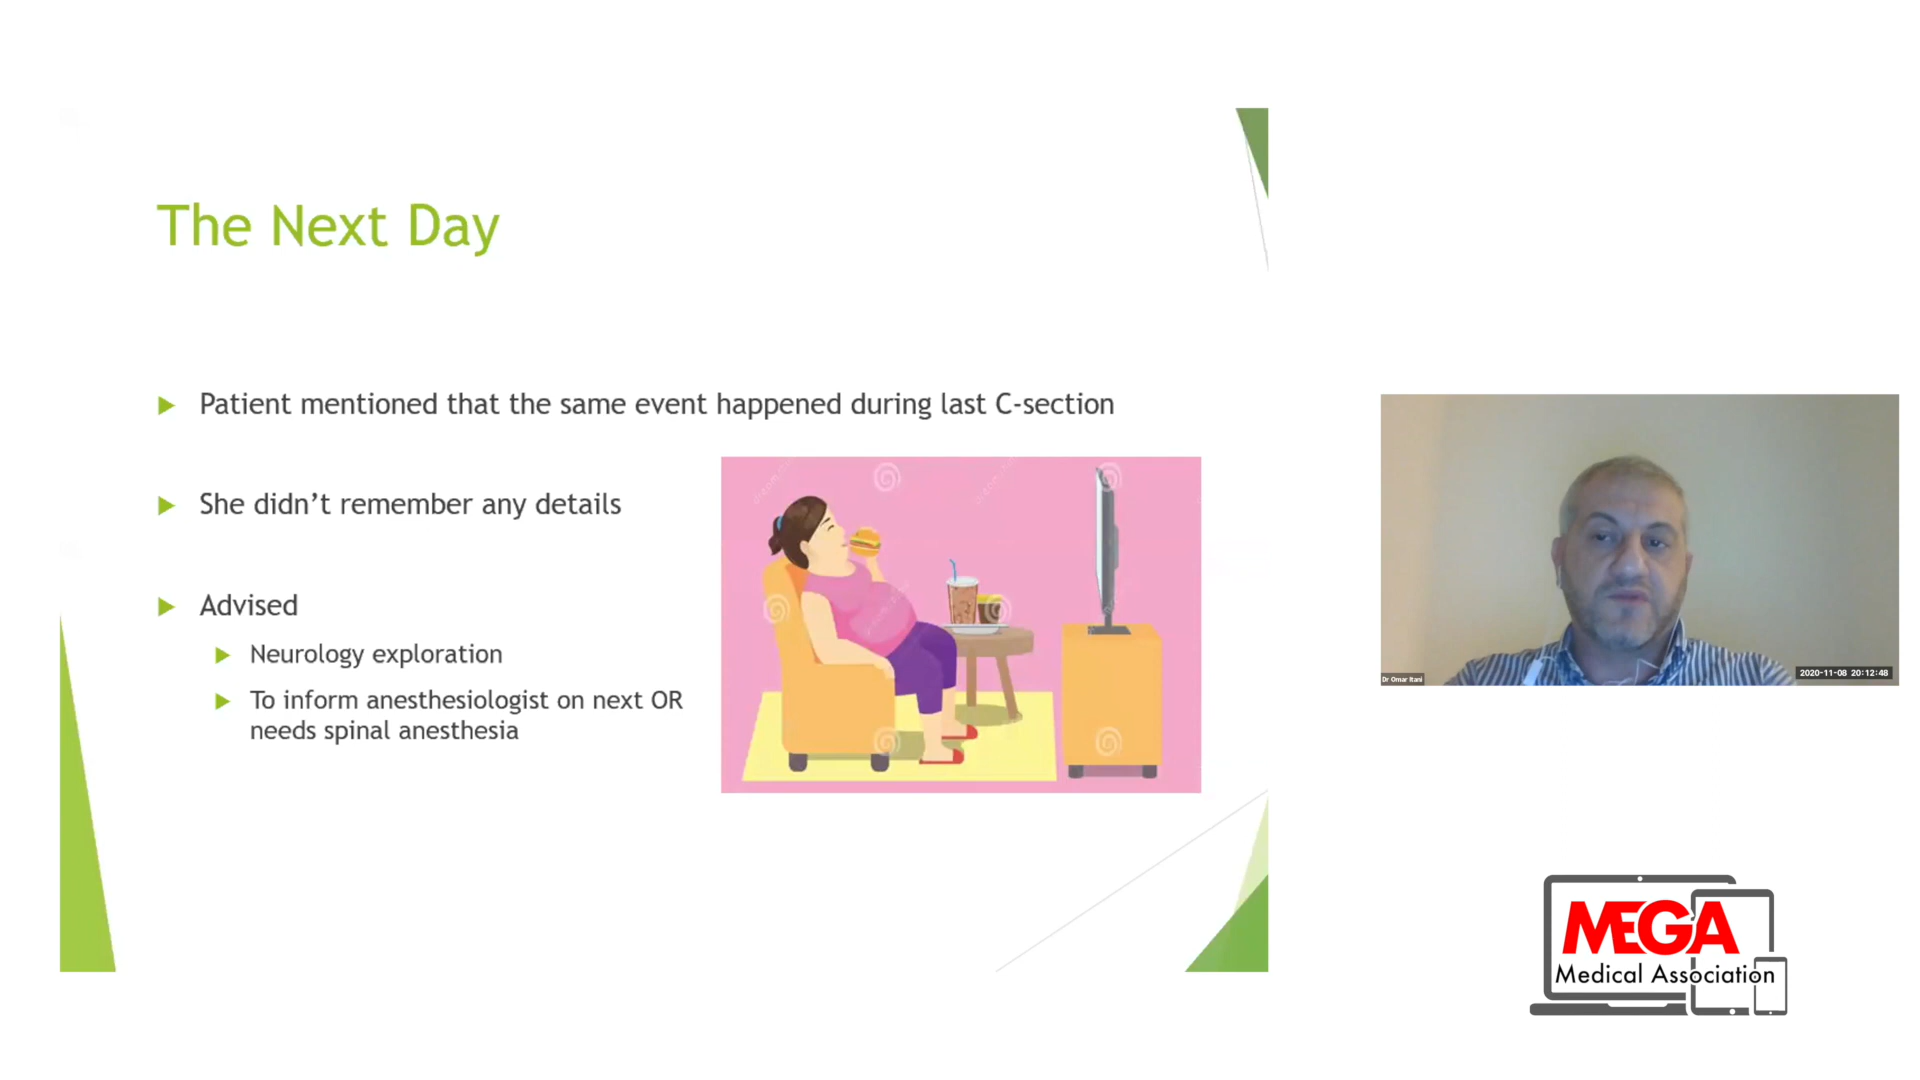 The Next Day
Patient mentioned that the same event happened during last C-section
She didn’t remember any details
Advised
Neurology exploration
To inform anesthesiologist on next OR
needs spinal anesthesia
Dr Omar Itani
2020-11-08 20:12:48
MEGA
Medical Association